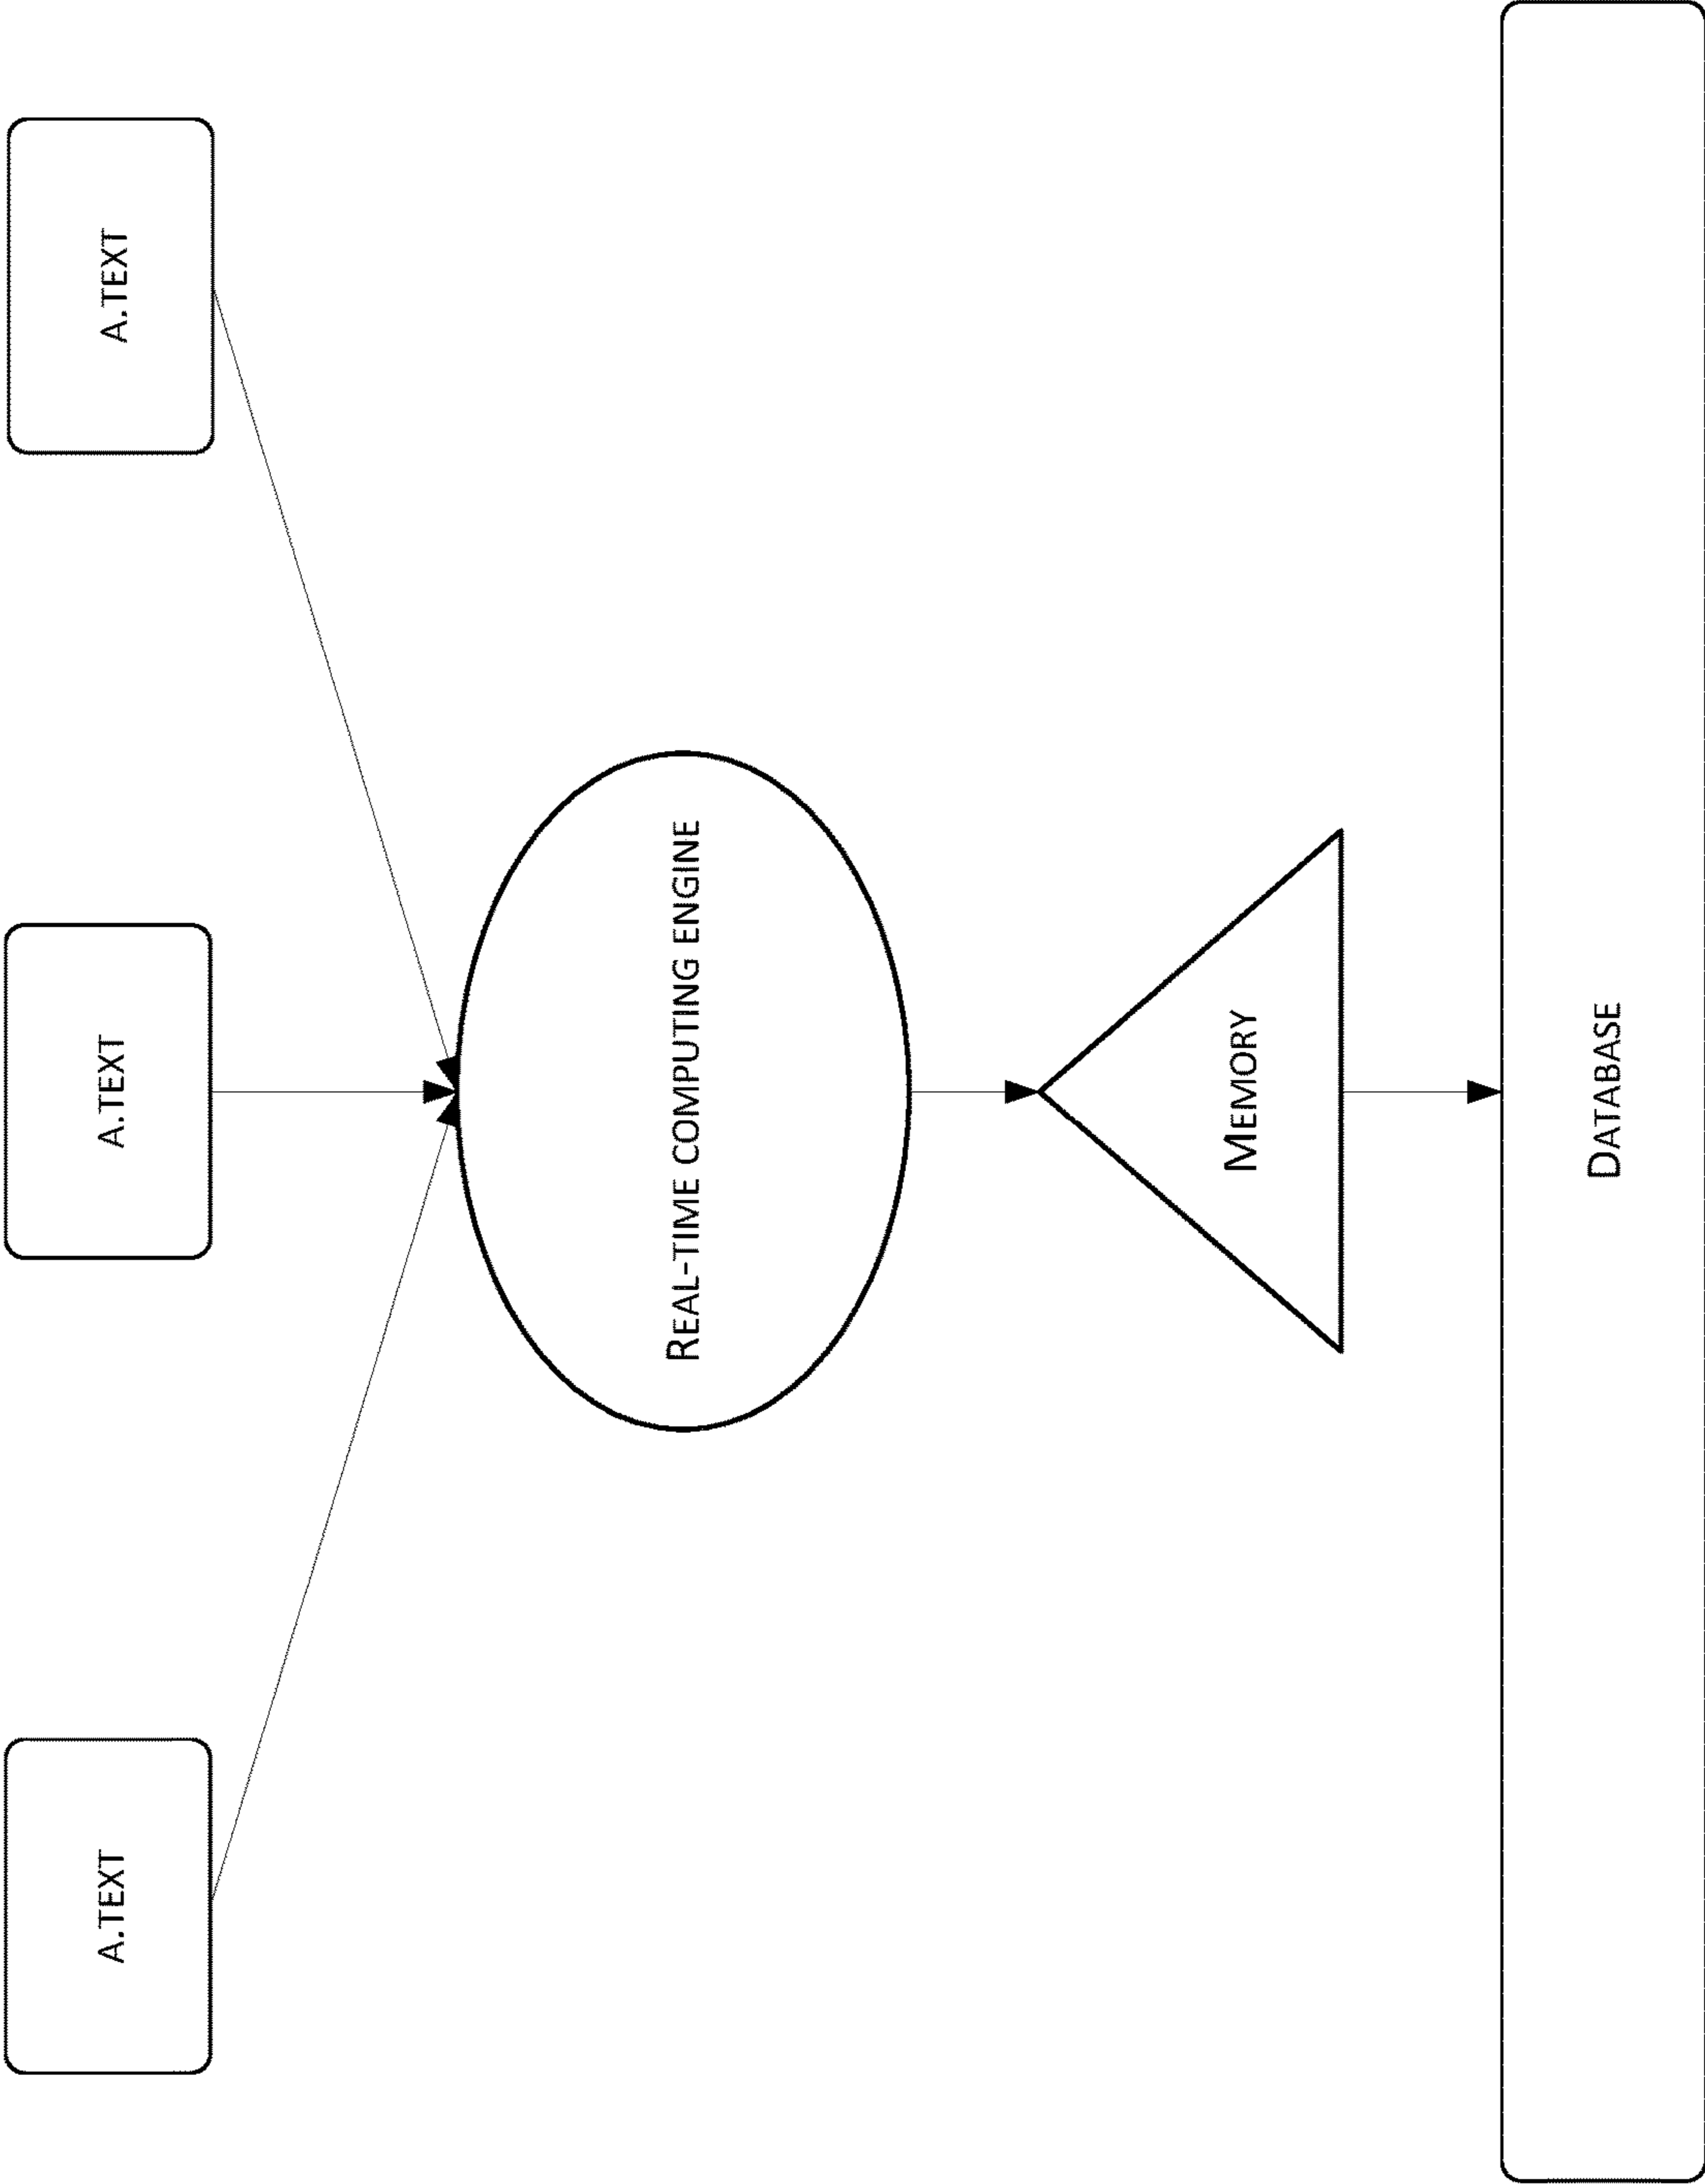 A.TEXT
A.TEXT
A.TEXT
REAL-TIME COMPUTING ENGINE
MEMORY
DATABASE